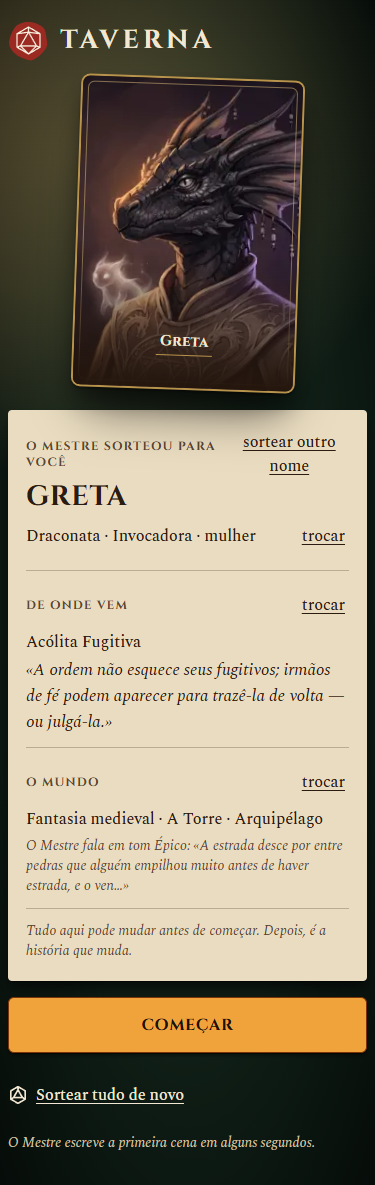 TAVERNA
Greta
O MESTRE SORTEOU PARA
VOCÊ
sortear outro
nome
GRETA
Draconata · Invocadora · mulher
trocar
DE ONDE VEM
trocar
Acólita Fugitiva
«A ordem não esquece seus fugitivos; irmãos
de fé podem aparecer para trazê-la de volta —
ou julgá-la.»
O MUNDO
trocar
Fantasia medieval · A Torre · Arquipélago
O Mestre fala em tom Épico: «A estrada desce por entre
pedras que alguém empilhou muito antes de haver
estrada, e o ven…»
Tudo aqui pode mudar antes de começar. Depois, é a
história que muda.
COMEÇAR
Sortear tudo de novo
O Mestre escreve a primeira cena em alguns segundos.